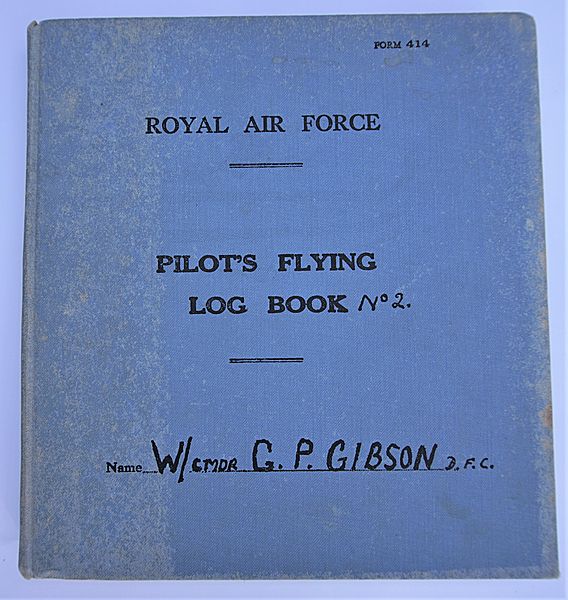 FORM 414
ROYAL AIR FORCE
PILOT'S FLYING
LOG BOOK Nº 2.
Name W/CMDR G. P. GIBSON D.F.C.